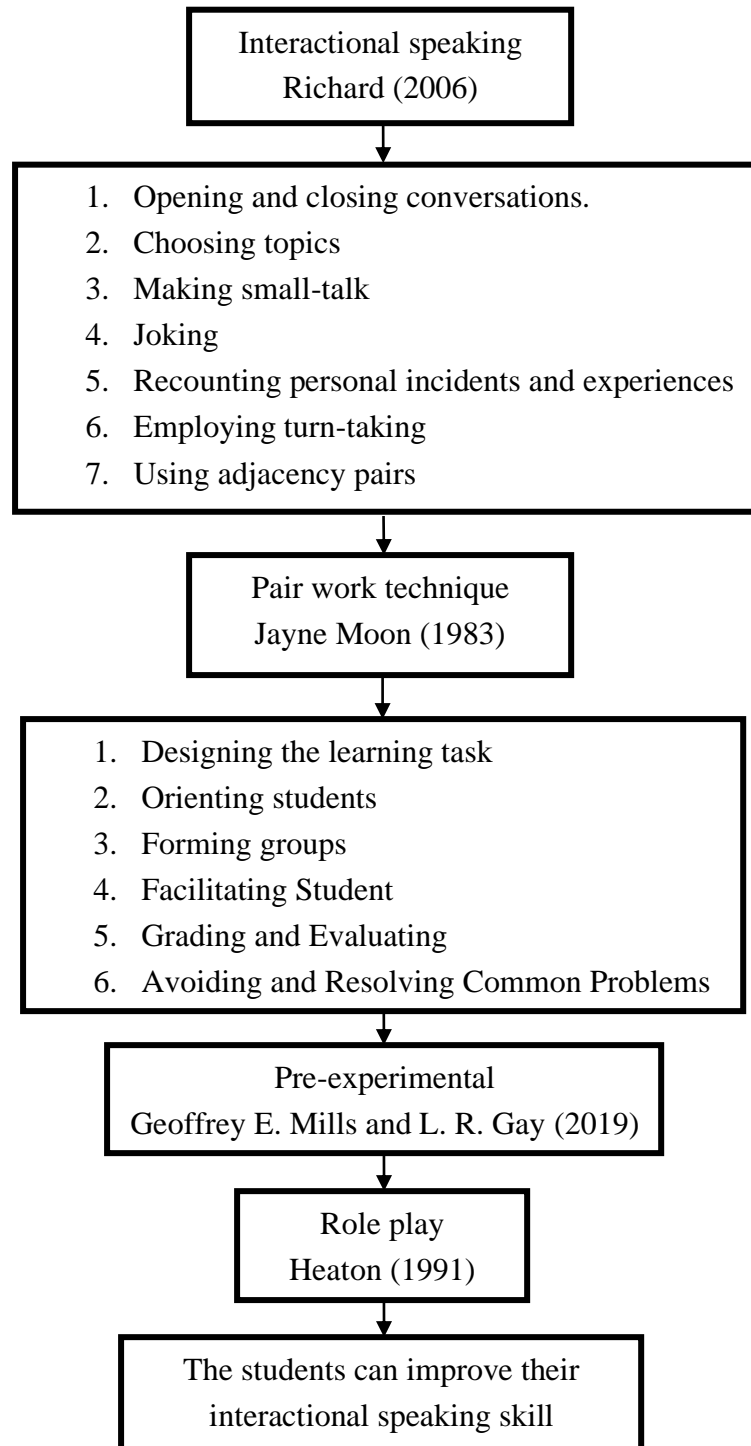 Interactional speaking
Richard (2006)
1. Opening and closing conversations.
2. Choosing topics
3. Making small-talk
4. Joking
5. Recounting personal incidents and experiences
6. Employing turn-taking
7. Using adjacency pairs
Pair work technique
Jayne Moon (1983)
1. Designing the learning task
2. Orienting students
3. Forming groups
4. Facilitating Student
5. Grading and Evaluating
6. Avoiding and Resolving Common Problems
Pre-experimental
Geoffrey E. Mills and L. R. Gay (2019)
Role play
Heaton (1991)
The students can improve their
interactional speaking skill